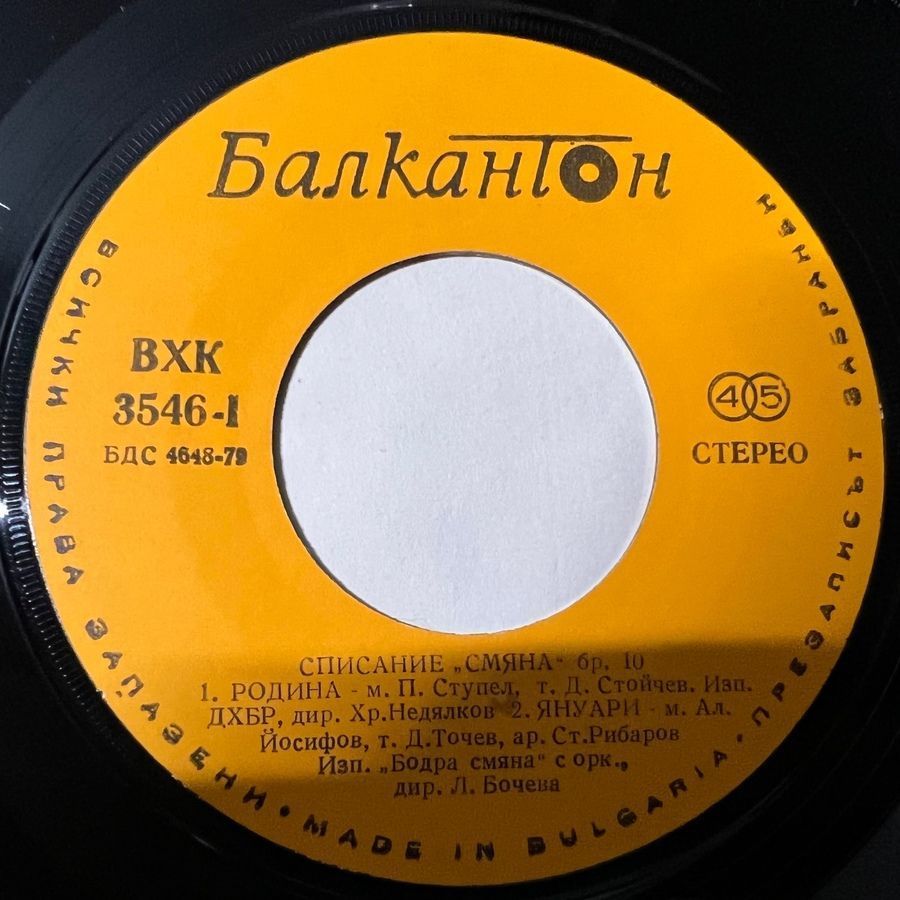 Балкантон
ВХК
3546-1
БДС 4648-79
45
СТЕРЕО
СПИСАНИЕ „СМЯНА" бр. 10
1. РОДИНА - м. П. Ступел, т. Д. Стойчев. Изп.
ДХБР, дир. Хр.Недялков 2. ЯНУАРИ - м. Ал.
Йосифов, т. Д.Точев, ар. Ст.Рибаров
Изп. „Бодра смяна" с орк.,
дир. Л. Бочева
ВСИЧКИ ПРАВА ЗАПАЗЕНИ • MADE IN BULGARIA • ПРЕЗАПИСЪТ ЗАБРАНЕН